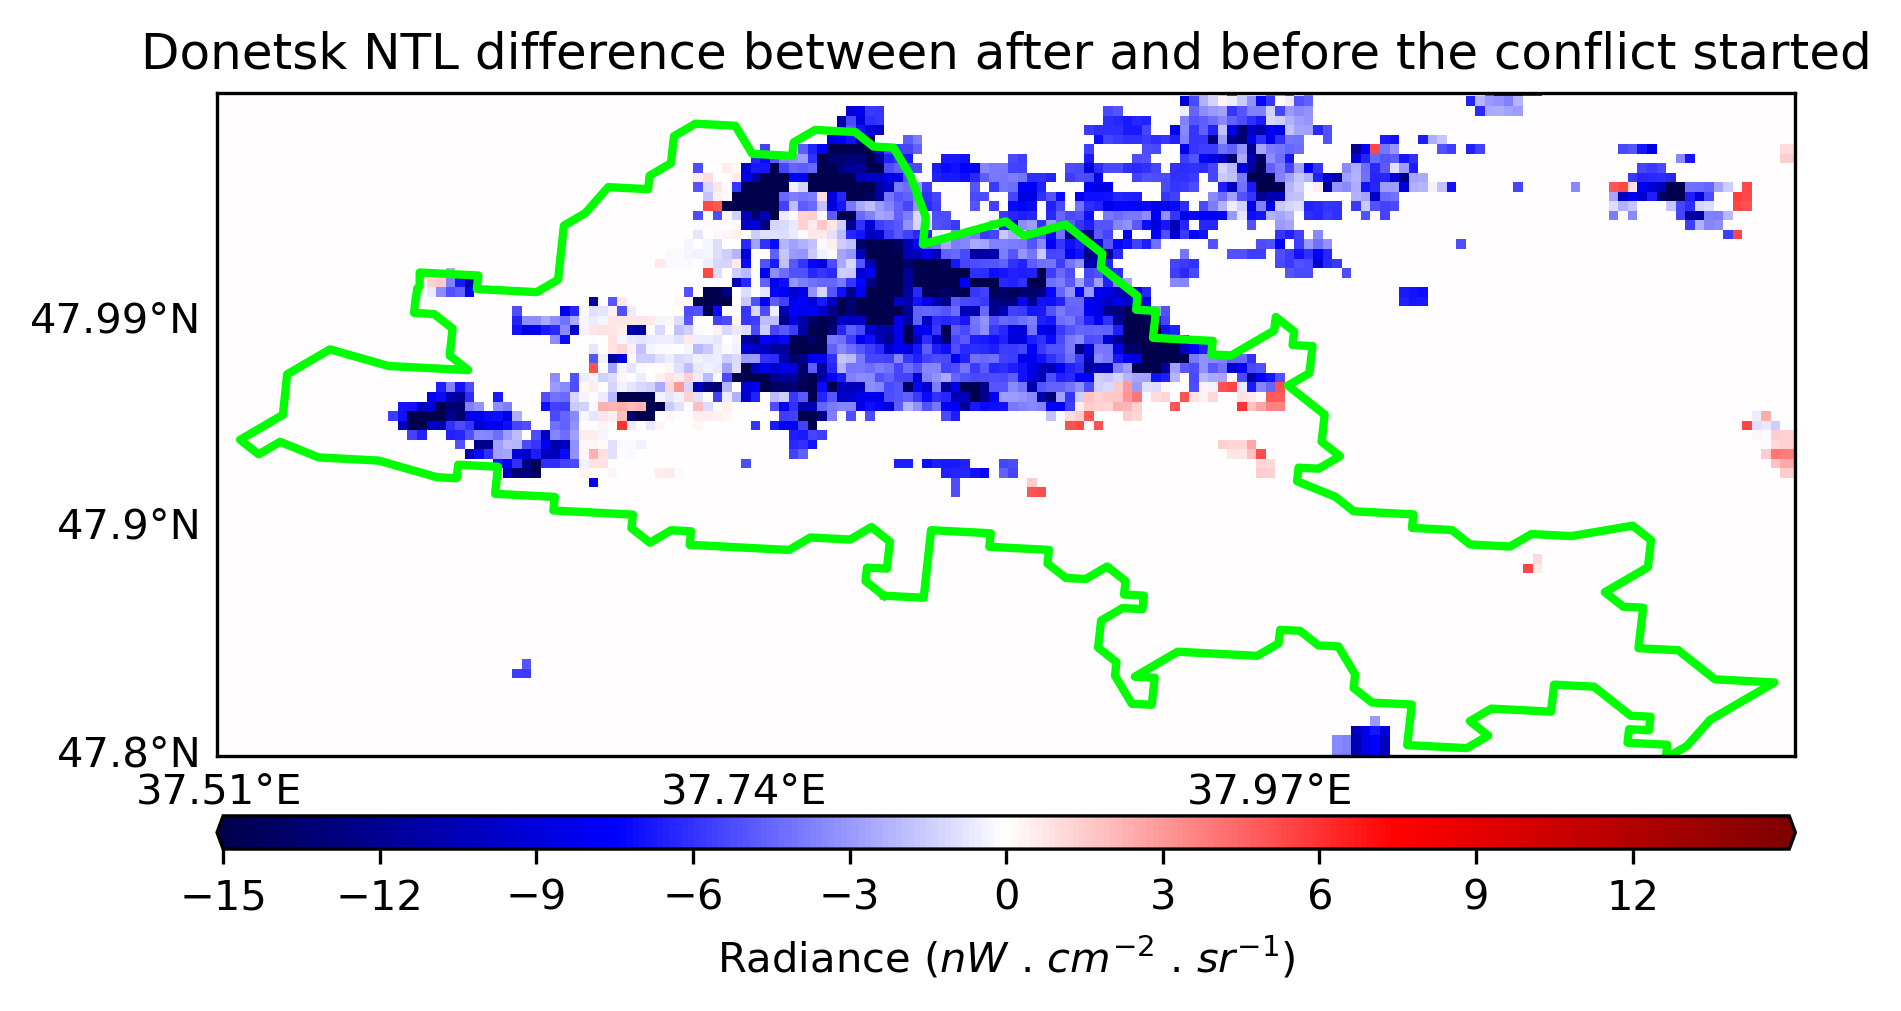 Donetsk NTL difference between after and before the conflict started
47.99°N
47.9°N
47.8°N
37.51°E 37.74°E 37.97°E
−15 −12 −9 −6 −3 0 3 6 9 12
Radiance (nW . cm⁻² . sr⁻¹)